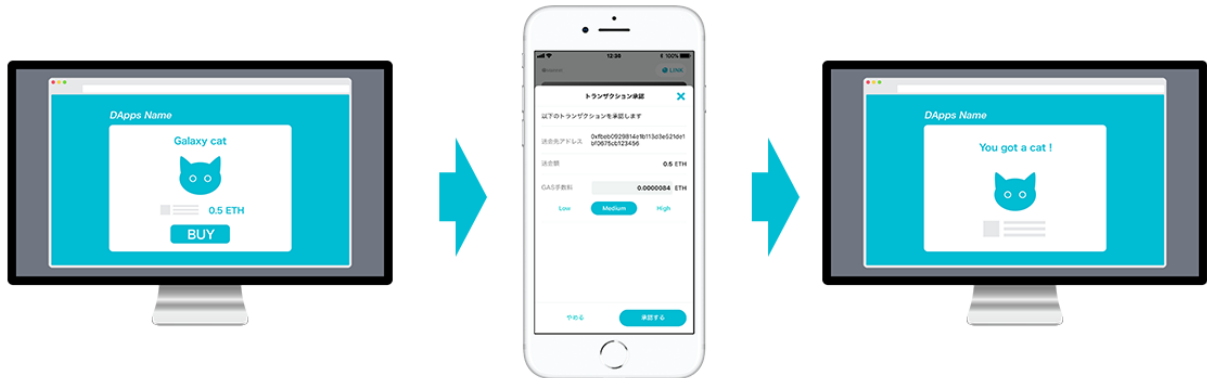 DApps Name
Galaxy cat
0.5 ETH
BUY
12:38
100%
LINK
トランザクション承認
以下のトランザクションを承認します
送金先アドレス
0.5 ETH
送金額
GAS手数料
0.0000084 ETH
Low
Medium
High
やめる
承認する
DApps Name
You got a cat !